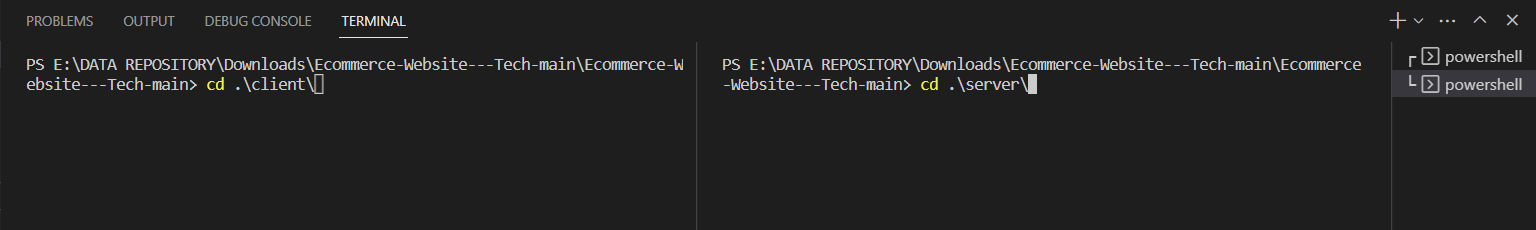 PROBLEMS OUTPUT DEBUG CONSOLE TERMINAL
PS E:\DATA REPOSITORY\Downloads\Ecommerce-Website---Tech-main\Ecommerce-W
ebsite---Tech-main> cd .\client\
PS E:\DATA REPOSITORY\Downloads\Ecommerce-Website---Tech-main\Ecommerce
-Website---Tech-main> cd .\server\
powershell
powershell